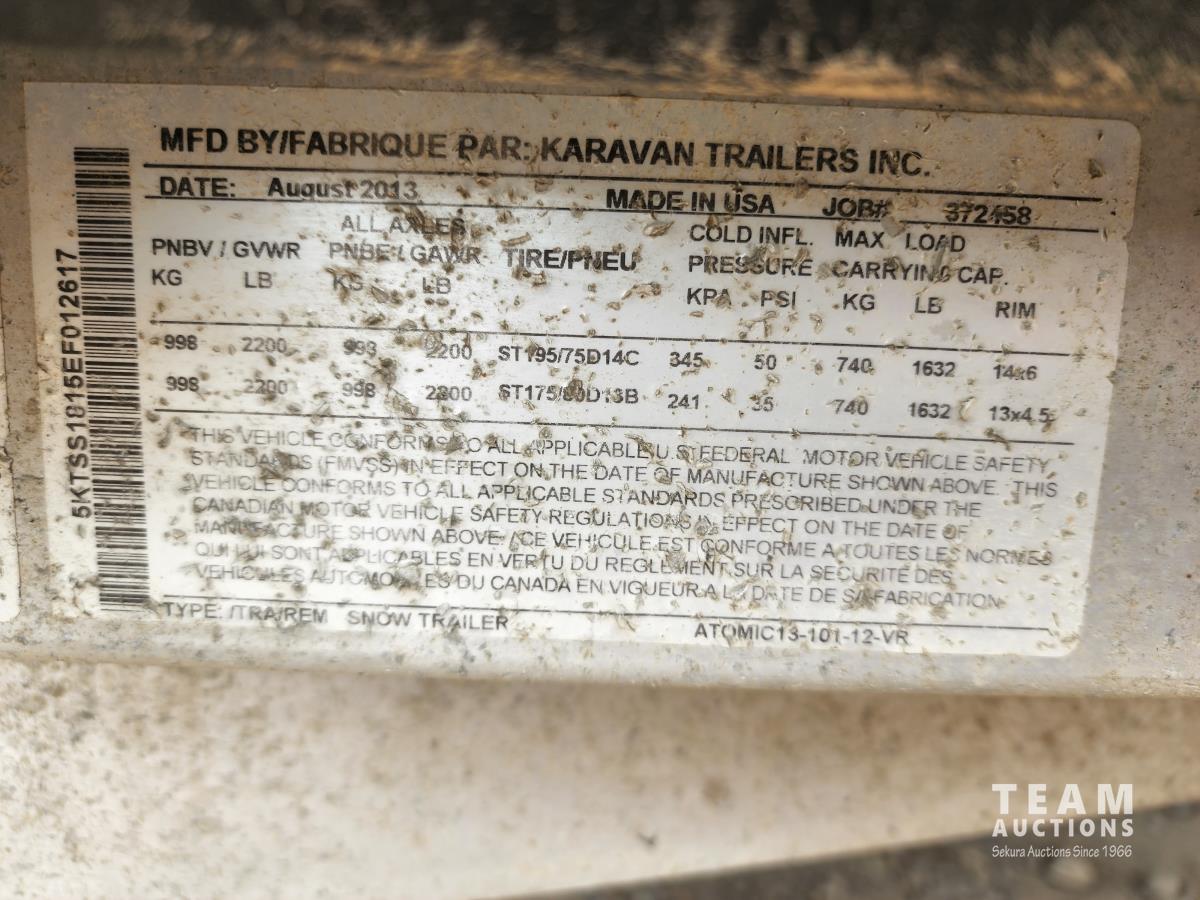 MFD BY/FABRIQUE PAR: KARAVAN TRAILERS INC.
DATE: August 2013 MADE IN USA JOB# 372458
ALL AXLES COLD INFL. MAX LOAD
PNBV / GVWR PNBE / GAWR TIRE/PNEU PRESSURE CARRYING CAP.
KG LB KG LB KPA PSI KG LB RIM
998 2200 998 2200 ST195/75D14C 345 50 740 1632 14x6
998 2200 998 2200 ST175/80D13B 241 35 740 1632 13x4.5
THIS VEHICLE CONFORMS TO ALL APPLICABLE U.S. FEDERAL MOTOR VEHICLE SAFETY
STANDARDS (FMVSS) IN EFFECT ON THE DATE OF MANUFACTURE SHOWN ABOVE. THIS
VEHICLE CONFORMS TO ALL APPLICABLE STANDARDS PRESCRIBED UNDER THE
CANADIAN MOTOR VEHICLE SAFETY REGULATIONS IN EFFECT ON THE DATE OF
MANUFACTURE SHOWN ABOVE. / CE VEHICULE EST CONFORME A TOUTES LES NORMES
QUI LUI SONT APPLICABLES EN VERTU DU REGLEMENT SUR LA SECURITE DES
VEHICULES AUTOMOBILES DU CANADA EN VIGUEUR A LA DATE DE SA FABRICATION
TYPE: /TRA/REM SNOW TRAILER ATOMIC13-101-12-VR
5KTSS1815EF012617
TEAM
AUCTIONS
Sekura Auctions Since 1966